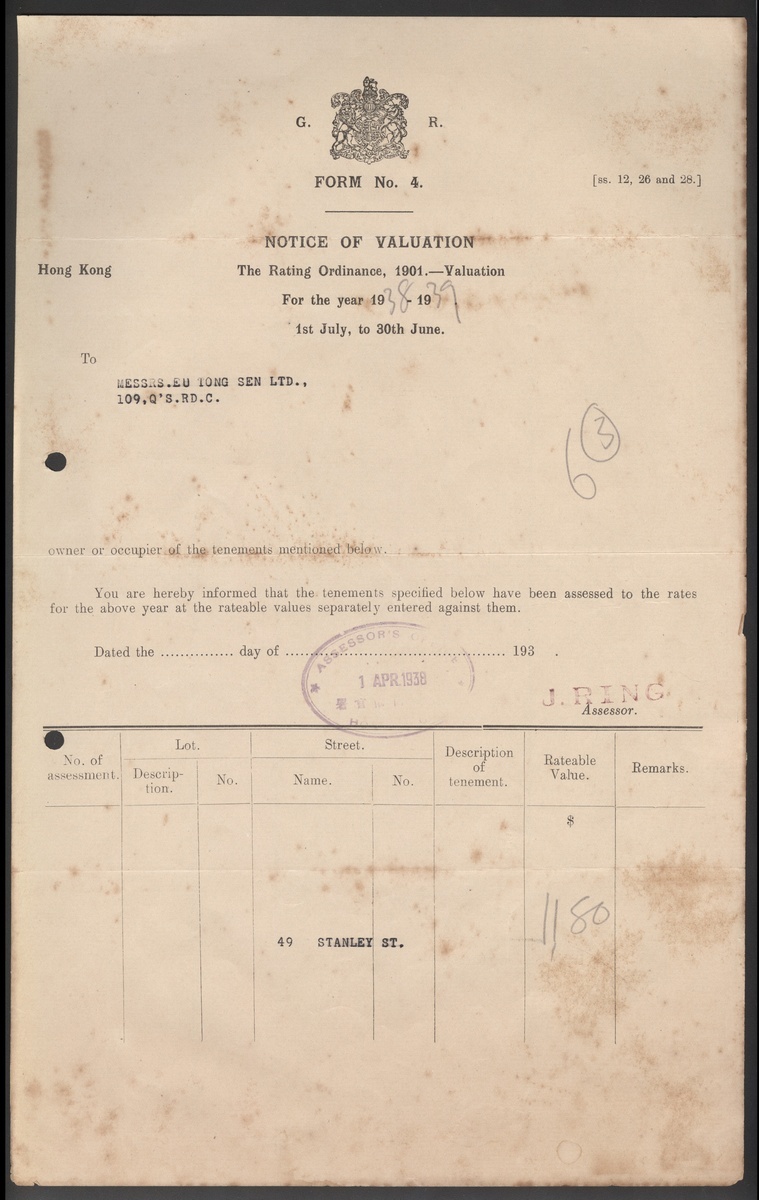 G. R.
FORM No. 4.
[ss. 12, 26 and 28.]
NOTICE OF VALUATION
Hong Kong
The Rating Ordinance, 1901.—Valuation
For the year 1938-1939.
1st July, to 30th June.
To
MESSRS.EU TONG SEN LTD.,
109,Q'S.RD.C.
3
6
owner or occupier of the tenements mentioned below.
You are hereby informed that the tenements specified below have been assessed to the rates
for the above year at the rateable values separately entered against them.
Dated the ............... day of .............................................. 193 .
ASSESSOR'S
1 APR.1938
J. RING
Assessor.
No. of assessment.
Lot.
Descrip-
tion.
No.
Street.
Name.
No.
Description
of
tenement.
Rateable
Value.
Remarks.
$
49 STANLEY ST.
1180